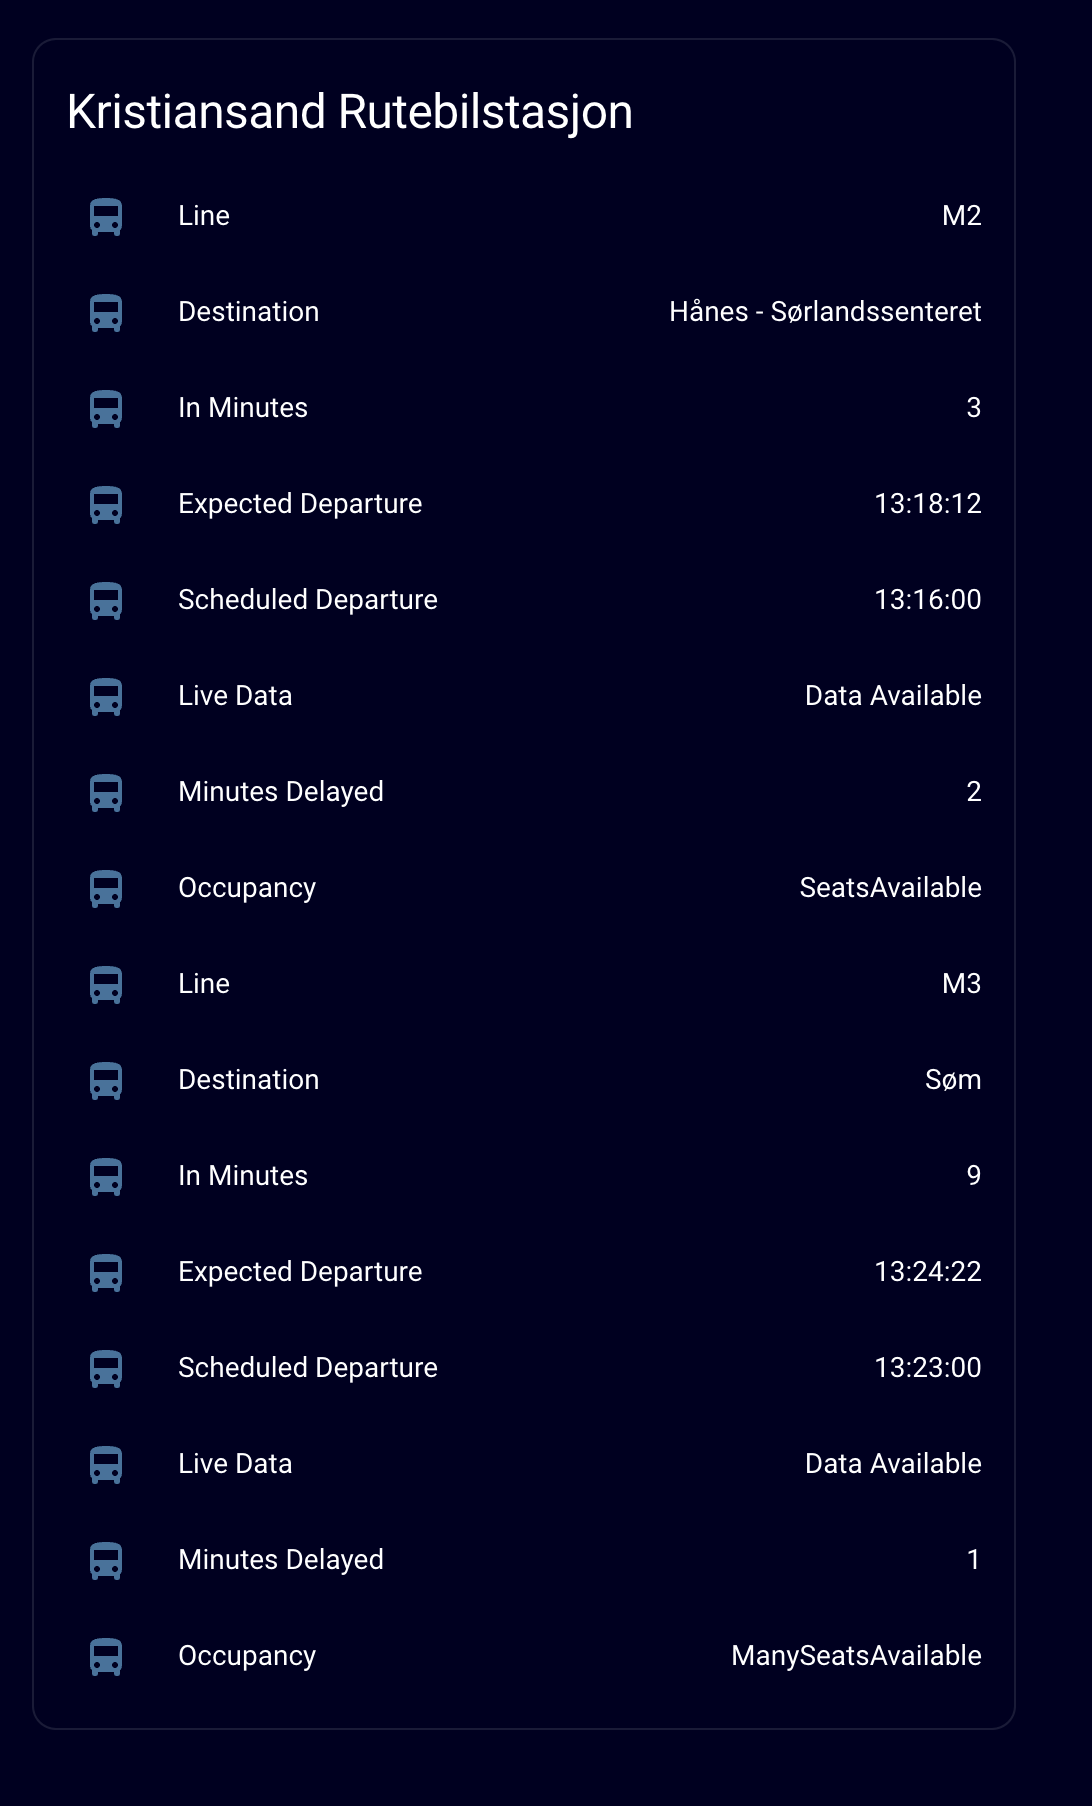 Kristiansand Rutebilstasjon
Line M2
Destination Hånes - Sørlandssenteret
In Minutes 3
Expected Departure 13:18:12
Scheduled Departure 13:16:00
Live Data Data Available
Minutes Delayed 2
Occupancy SeatsAvailable
Line M3
Destination Søm
In Minutes 9
Expected Departure 13:24:22
Scheduled Departure 13:23:00
Live Data Data Available
Minutes Delayed 1
Occupancy ManySeatsAvailable